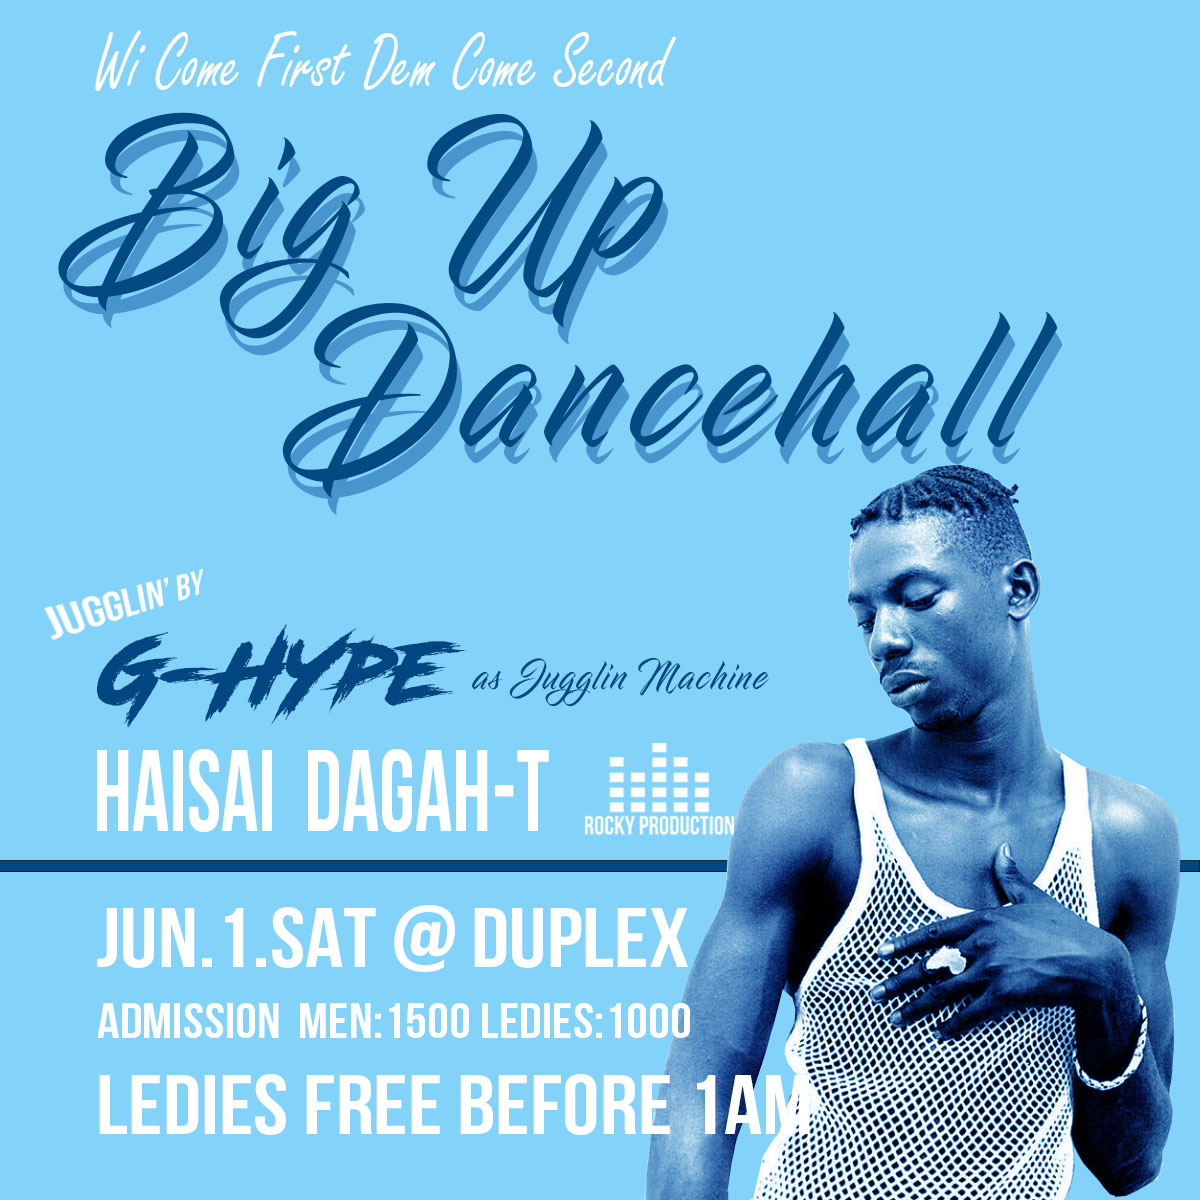 Wi Come First Dem Come Second
Big Up
Dancehall
JUGGLIN' BY
G-HYPE as Jugglin Machine
HAISAI DAGAH-T
ROCKY PRODUCTION
JUN.1.SAT @ DUPLEX
ADMISSION MEN:1500 LEDIES:1000
LEDIES FREE BEFORE 1AM